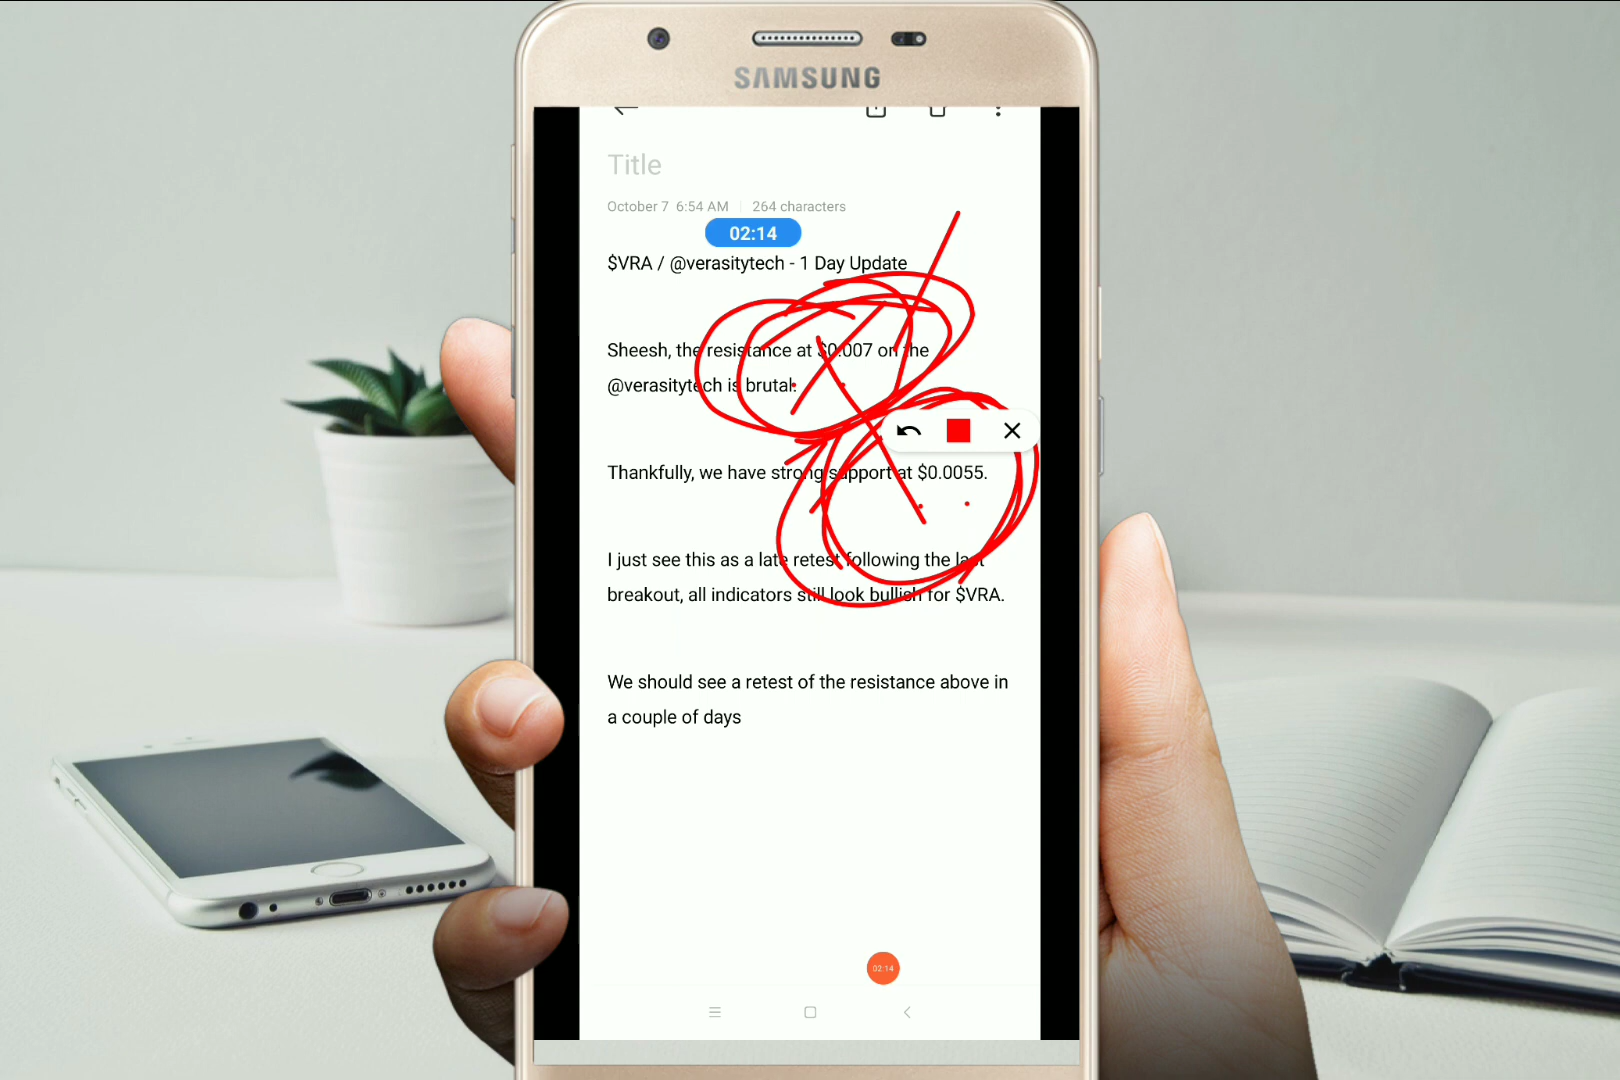 SAMSUNG
Title
October 7 6:54 AM | 264 characters
02:14
$VRA / @verasitytech - 1 Day Update
Sheesh, the resistance at $0.007 on the
@verasitytech is brutal.
Thankfully, we have strong support at $0.0055.
I just see this as a late retest following the last
breakout, all indicators still look bullish for $VRA.
We should see a retest of the resistance above in
a couple of days
02:14